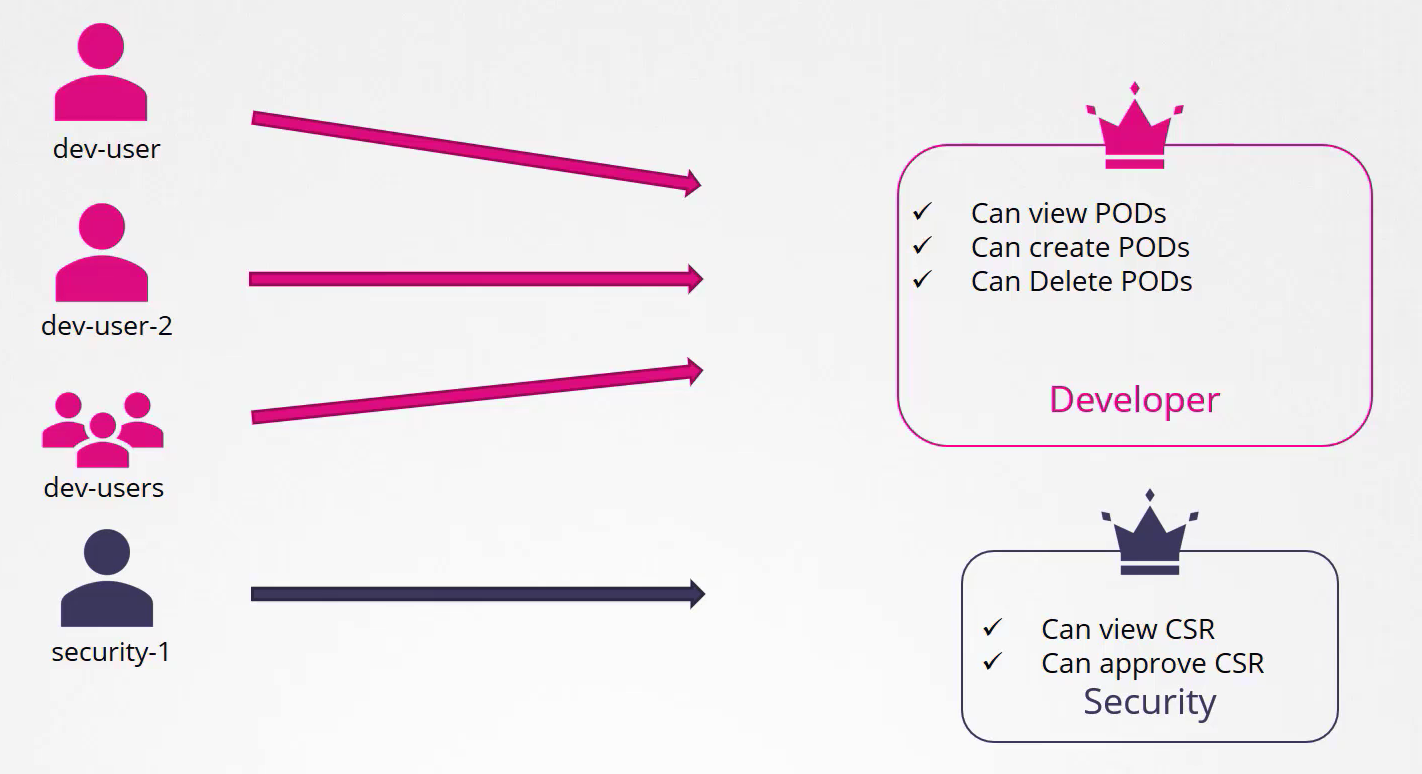 dev-user
dev-user-2
dev-users
security-1
✓ Can view PODs
✓ Can create PODs
✓ Can Delete PODs
Developer
✓ Can view CSR
✓ Can approve CSR
Security